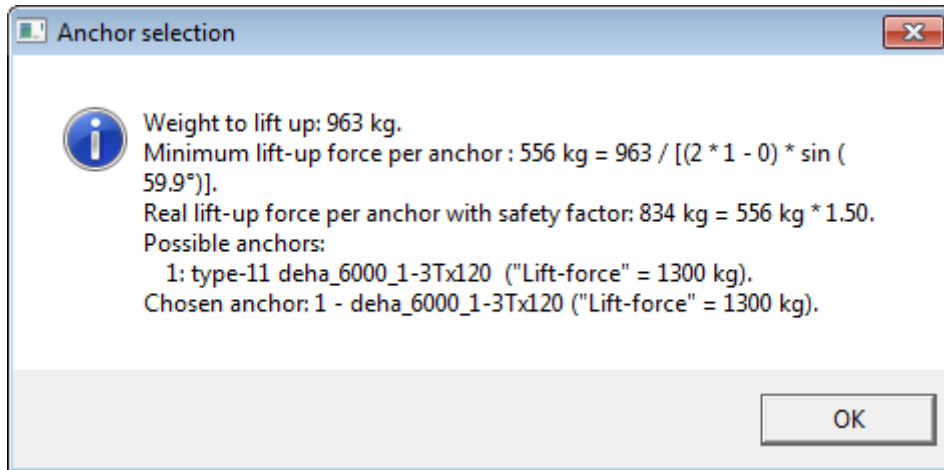 Anchor selection
Weight to lift up: 963 kg.
Minimum lift-up force per anchor : 556 kg = 963 / [(2 * 1 - 0) * sin (
59.9°)].
Real lift-up force per anchor with safety factor: 834 kg = 556 kg * 1.50.
Possible anchors:
1: type-11 deha_6000_1-3Tx120  ("Lift-force" = 1300 kg).
Chosen anchor: 1 - deha_6000_1-3Tx120 ("Lift-force" = 1300 kg).
OK